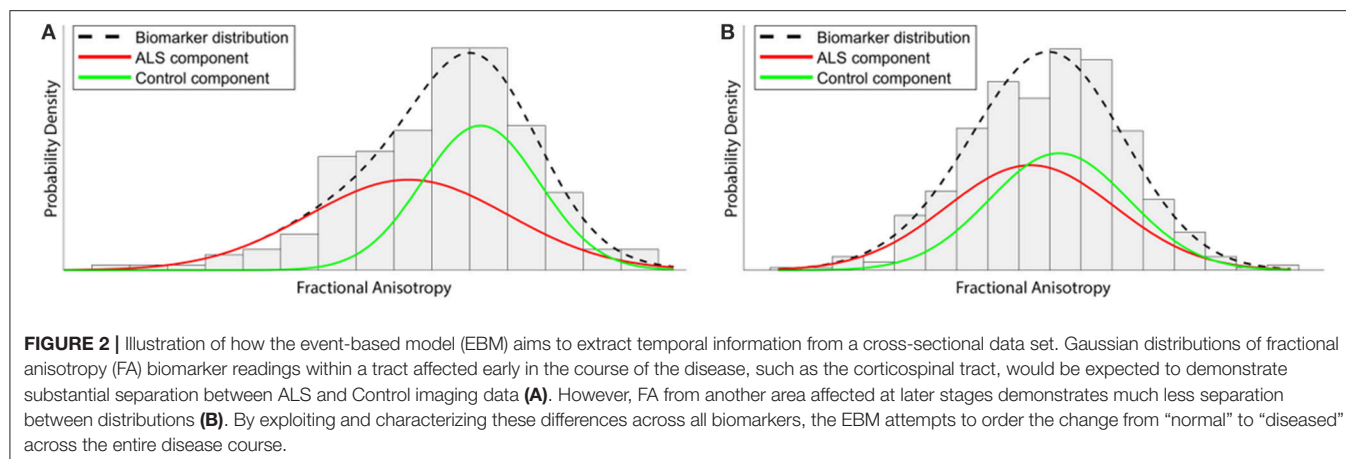 A
Biomarker distribution
ALS component
Control component
Probability Density
Fractional Anisotropy
B
Biomarker distribution
ALS component
Control component
Probability Density
Fractional Anisotropy
FIGURE 2 | Illustration of how the event-based model (EBM) aims to extract temporal information from a cross-sectional data set. Gaussian distributions of fractional
anisotropy (FA) biomarker readings within a tract affected early in the course of the disease, such as the corticospinal tract, would be expected to demonstrate
substantial separation between ALS and Control imaging data (A). However, FA from another area affected at later stages demonstrates much less separation
between distributions (B). By exploiting and characterizing these differences across all biomarkers, the EBM attempts to order the change from “normal” to “diseased”
across the entire disease course.